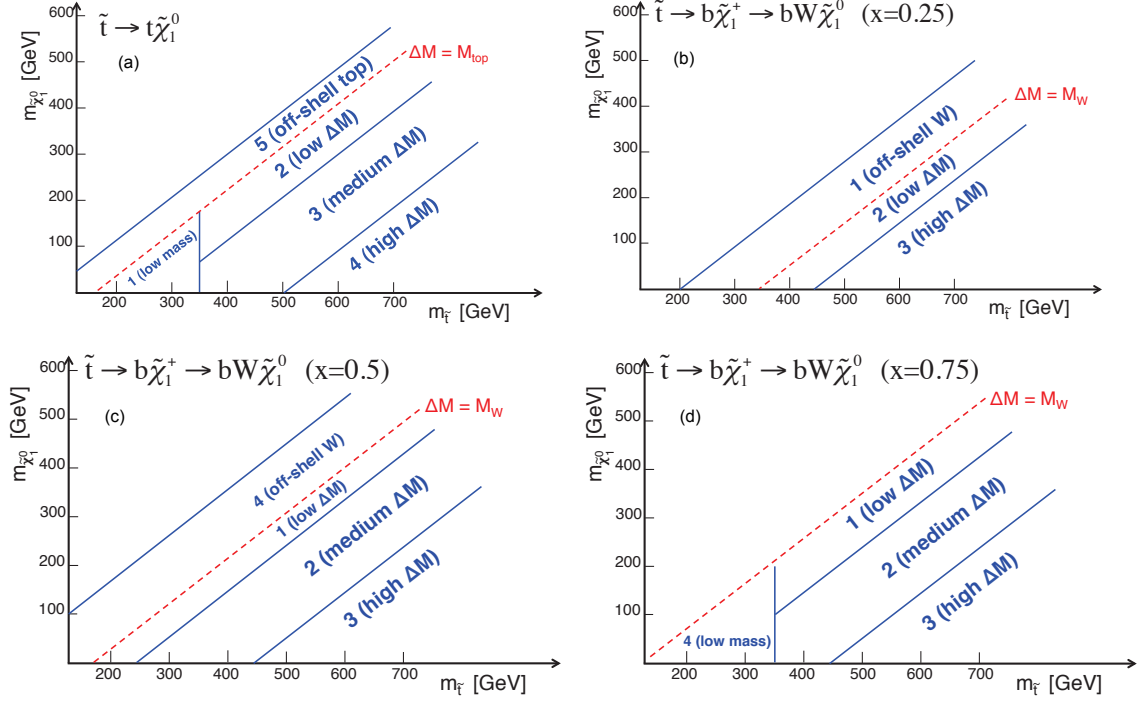 t̃ → tχ̃₁⁰
(a)
m_χ̃₁⁰ [GeV]
600
500
400
300
200
100
ΔM = M_top
5 (off-shell top)
2 (low ΔM)
3 (medium ΔM)
4 (high ΔM)
1 (low mass)
200 300 400 500 600 700
m_t̃ [GeV]
t̃ → bχ̃₁⁺ → bWχ̃₁⁰ (x=0.25)
(b)
m_χ̃₁⁰ [GeV]
600
500
400
300
200
100
ΔM = M_W
1 (off-shell W)
2 (low ΔM)
3 (high ΔM)
200 300 400 500 600 700
m_t̃ [GeV]
t̃ → bχ̃₁⁺ → bWχ̃₁⁰ (x=0.5)
(c)
m_χ̃₁⁰ [GeV]
600
500
400
300
200
100
ΔM = M_W
4 (off-shell W)
1 (low ΔM)
2 (medium ΔM)
3 (high ΔM)
200 300 400 500 600 700
m_t̃ [GeV]
t̃ → bχ̃₁⁺ → bWχ̃₁⁰ (x=0.75)
(d)
m_χ̃₁⁰ [GeV]
600
500
400
300
200
100
ΔM = M_W
1 (low ΔM)
2 (medium ΔM)
3 (high ΔM)
4 (low mass)
200 300 400 500 600 700
m_t̃ [GeV]